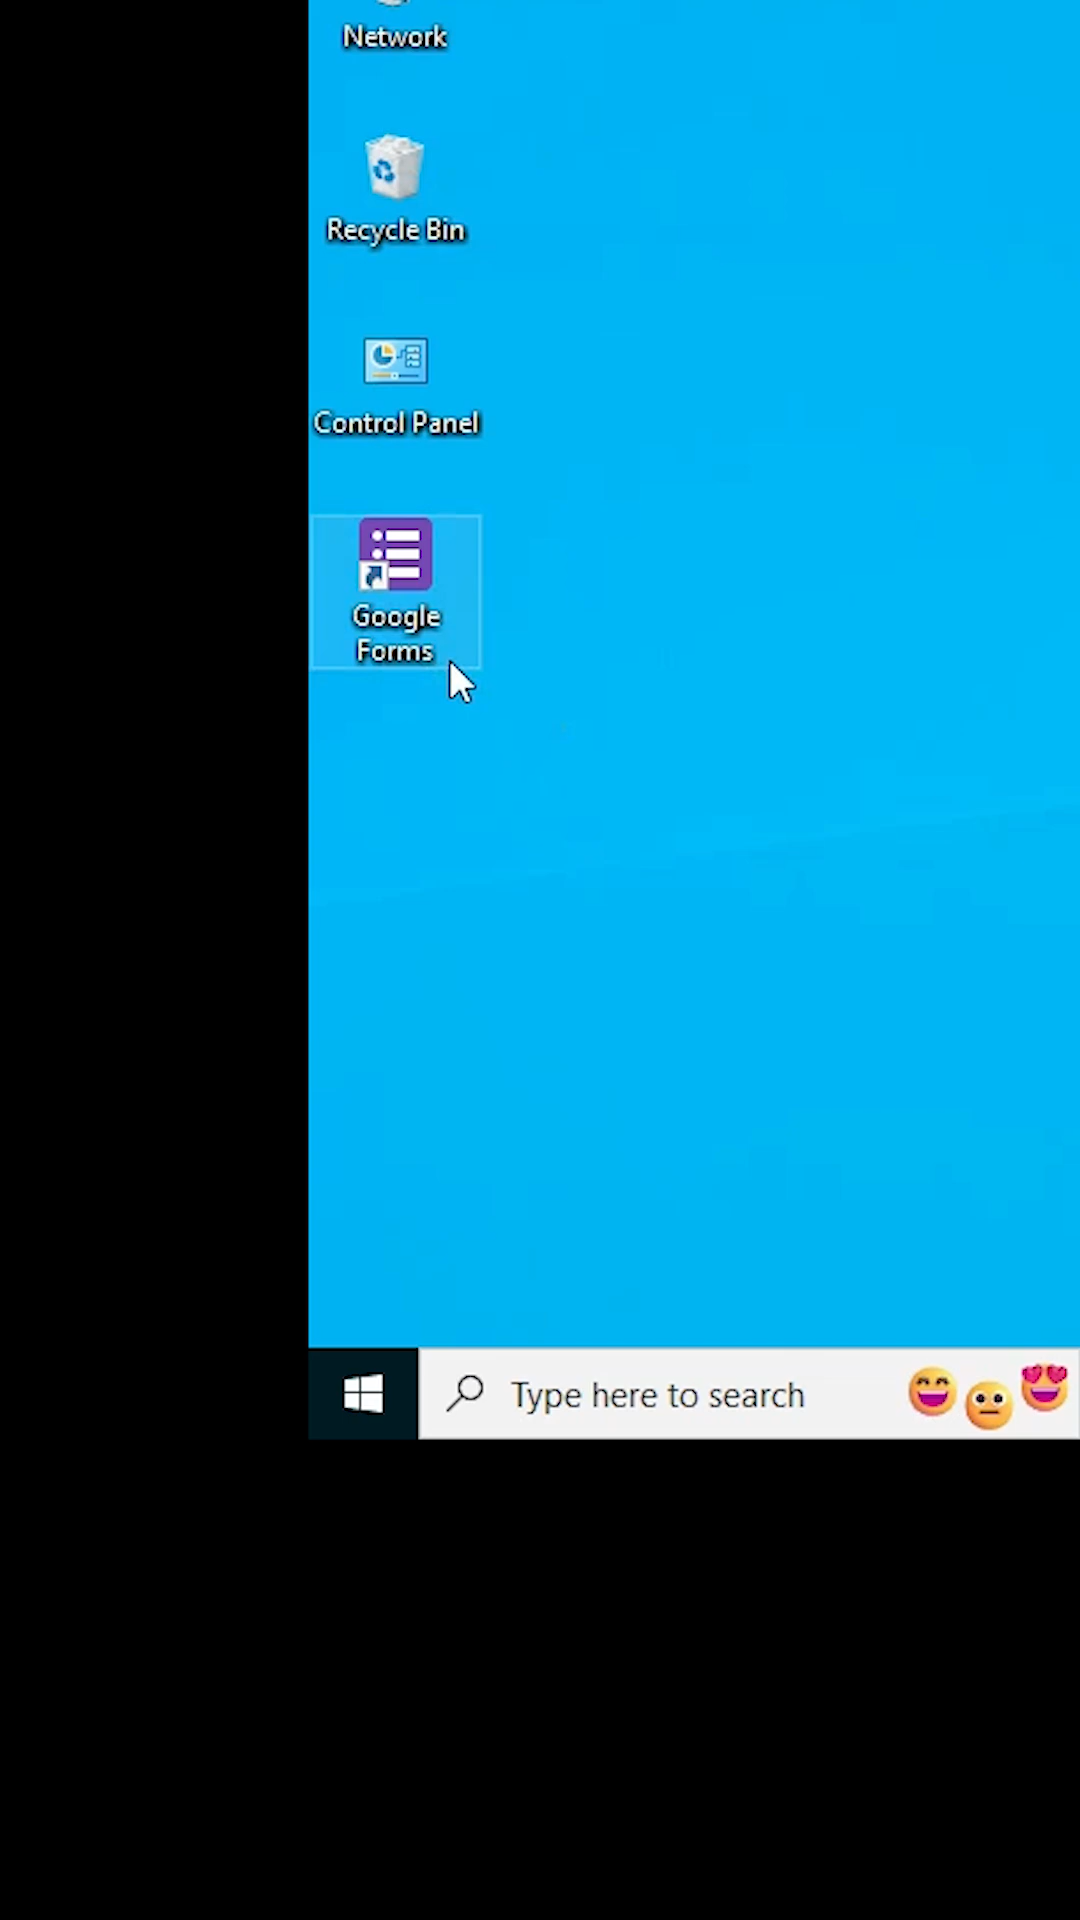 Network
Recycle Bin
Control Panel
Google
Forms
Type here to search